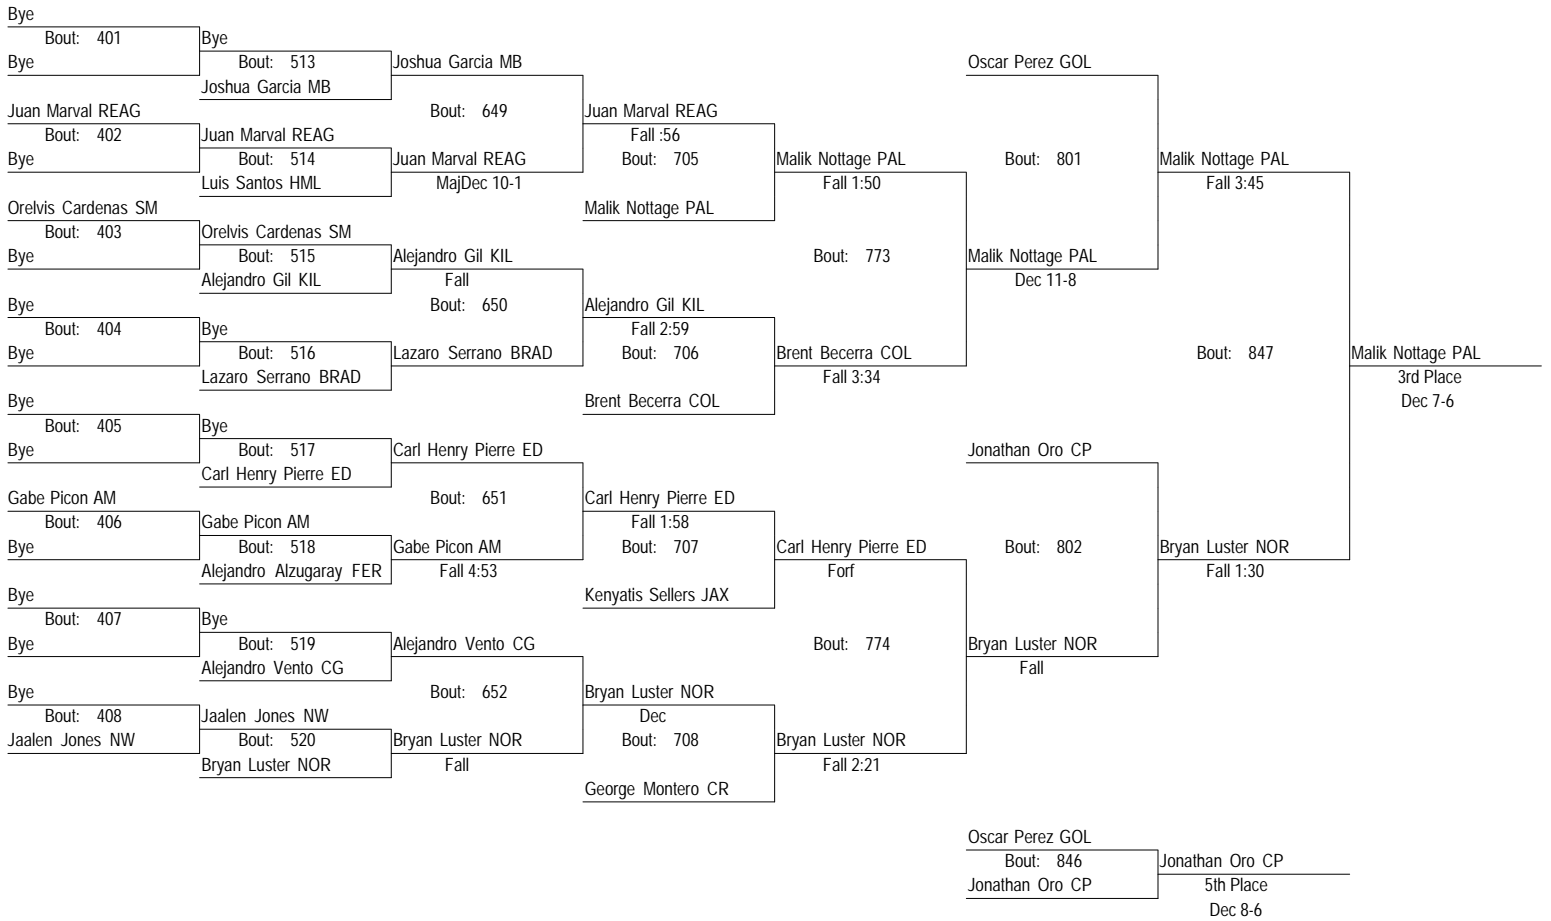 Bye
Bout: 401
Bye
Bye
Bout: 513
Joshua Garcia MB
Joshua Garcia MB
Oscar Perez GOL
Juan Marval REAG
Bout: 402
Bye
Juan Marval REAG
Bout: 514
Luis Santos HML
Bout: 649
Juan Marval REAG
MajDec 10-1
Juan Marval REAG
Fall :56
Bout: 705
Malik Nottage PAL
Malik Nottage PAL
Fall 1:50
Bout: 801
Malik Nottage PAL
Fall 3:45
Orelvis Cardenas SM
Bout: 403
Bye
Orelvis Cardenas SM
Bout: 515
Alejandro Gil KIL
Alejandro Gil KIL
Fall
Bout: 773
Malik Nottage PAL
Dec 11-8
Bye
Bout: 404
Bye
Bye
Bout: 516
Lazaro Serrano BRAD
Bout: 650
Lazaro Serrano BRAD
Alejandro Gil KIL
Fall 2:59
Bout: 706
Brent Becerra COL
Brent Becerra COL
Fall 3:34
Bout: 847
Malik Nottage PAL
3rd Place
Dec 7-6
Bye
Bout: 405
Bye
Bye
Bout: 517
Carl Henry Pierre ED
Carl Henry Pierre ED
Jonathan Oro CP
Gabe Picon AM
Bout: 406
Bye
Gabe Picon AM
Bout: 518
Alejandro Alzugaray FER
Bout: 651
Gabe Picon AM
Fall 4:53
Carl Henry Pierre ED
Fall 1:58
Bout: 707
Kenyatis Sellers JAX
Carl Henry Pierre ED
Forf
Bout: 802
Bryan Luster NOR
Fall 1:30
Bye
Bout: 407
Bye
Bye
Bout: 519
Alejandro Vento CG
Alejandro Vento CG
Bout: 774
Bryan Luster NOR
Fall
Bye
Bout: 408
Jaalen Jones NW
Jaalen Jones NW
Bout: 520
Bryan Luster NOR
Bout: 652
Bryan Luster NOR
Fall
Bryan Luster NOR
Dec
Bout: 708
George Montero CR
Bryan Luster NOR
Fall 2:21
Oscar Perez GOL
Bout: 846
Jonathan Oro CP
Jonathan Oro CP
5th Place
Dec 8-6